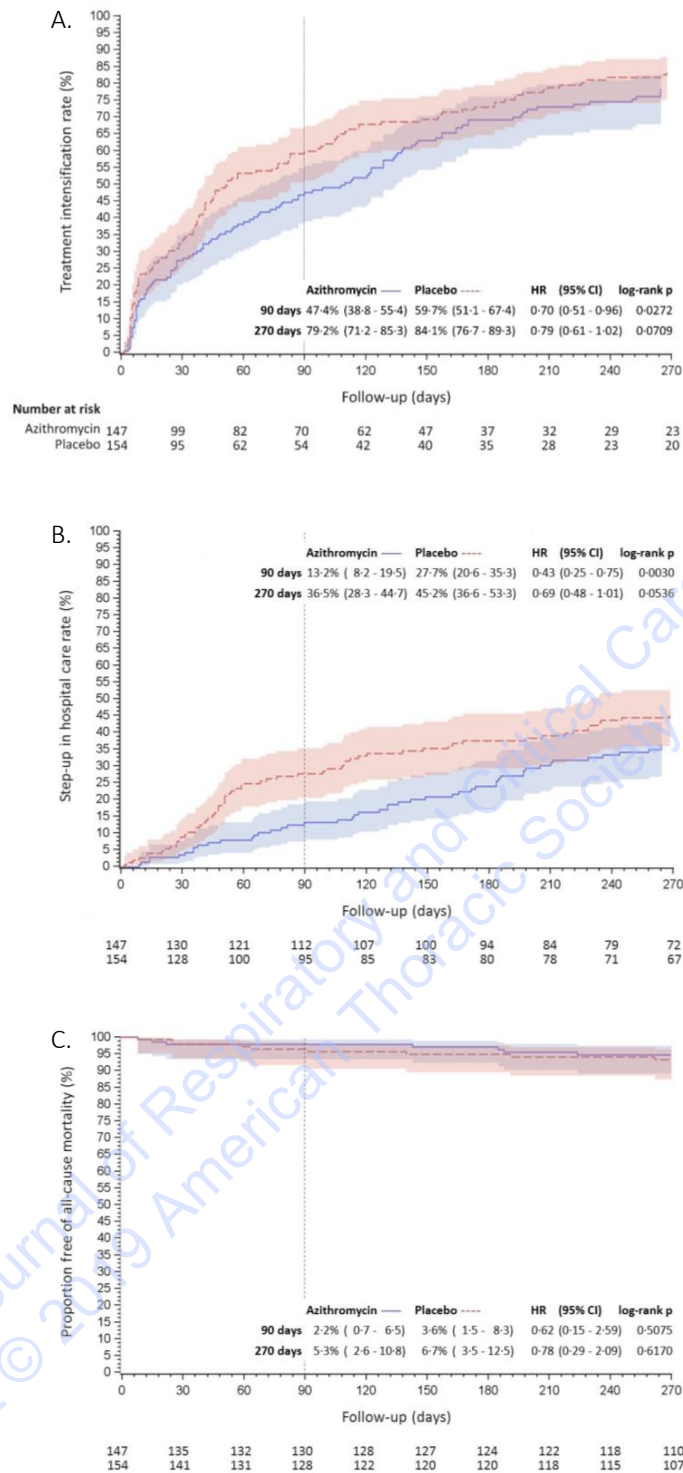 A.
100
95
90
85
80
75
70
65
60
55
50
45
40
35
30
25
20
15
10
5
0
Treatment intensification rate (%)
Azithromycin Placebo HR (95% CI) log-rank p
90 days 47·4% (38·8 - 55·4) 59·7% (51·1 - 67·4) 0·70 (0·51 - 0·96) 0·0272
270 days 79·2% (71·2 - 85·3) 84·1% (76·7 - 89·3) 0·79 (0·61 - 1·02) 0·0709
0 30 60 90 120 150 180 210 240 270
Follow-up (days)
Number at risk
Azithromycin 147 99 82 70 62 47 37 32 29 23
Placebo 154 95 62 54 42 40 35 28 23 20
B.
100
95
90
85
80
75
70
65
60
55
50
45
40
35
30
25
20
15
10
5
0
Step-up in hospital care rate (%)
Azithromycin Placebo HR (95% CI) log-rank p
90 days 13·2% ( 8·2 - 19·5) 27·7% (20·6 - 35·3) 0·43 (0·25 - 0·75) 0·0030
270 days 36·5% (28·3 - 44·7) 45·2% (36·6 - 53·3) 0·69 (0·48 - 1·01) 0·0536
0 30 60 90 120 150 180 210 240 270
Follow-up (days)
147 130 121 112 107 100 94 84 79 72
154 128 100 95 85 83 80 78 71 67
C.
100
95
90
85
80
75
70
65
60
55
50
45
40
35
30
25
20
15
10
5
0
Proportion free of all-cause mortality (%)
Azithromycin Placebo HR (95% CI) log-rank p
90 days 2·2% ( 0·7 - 6·5) 3·6% ( 1·5 - 8·3) 0·62 (0·15 - 2·59) 0·5075
270 days 5·3% ( 2·6 - 10·8) 6·7% ( 3·5 - 12·5) 0·78 (0·29 - 2·09) 0·6170
0 30 60 90 120 150 180 210 240 270
Follow-up (days)
147 135 132 130 128 127 124 122 118 110
154 141 131 128 122 120 120 118 115 107
Journal of Respiratory and Critical Care
© 2019 American Thoracic Society